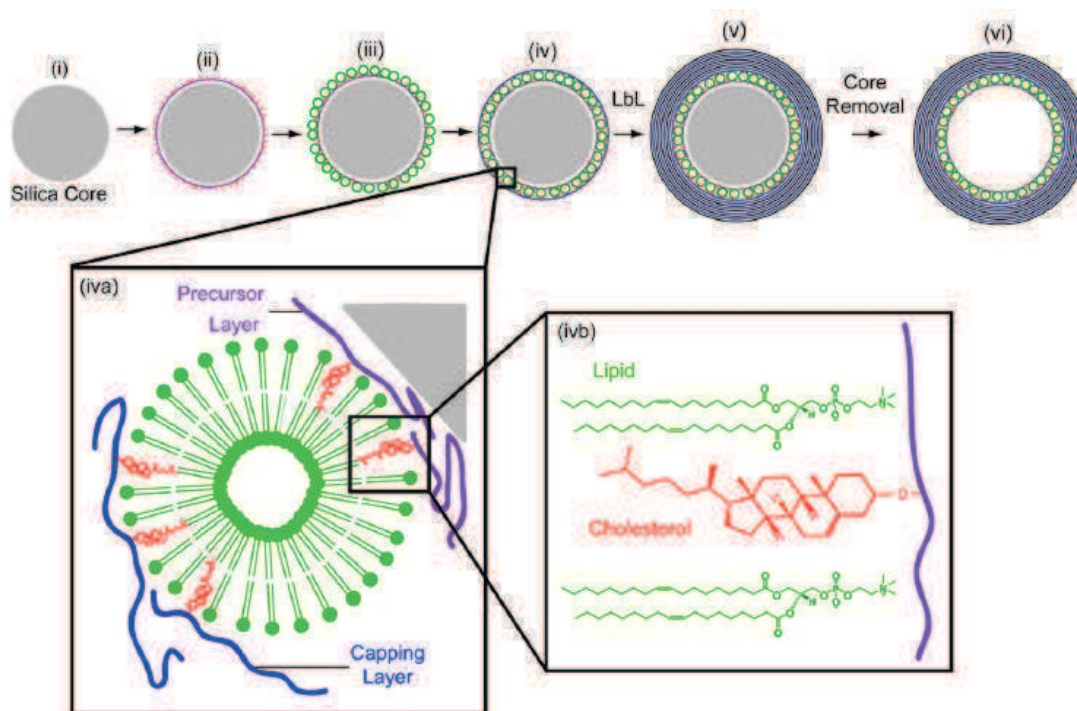 (i)
(ii)
(iii)
(iv)
(v)
(vi)
LbL
Core
Removal
Silica Core
(iva)
Precursor
Layer
Capping
Layer
(ivb)
Lipid
O
O
O
O
P
O
O
O
N
H
O
O
Cholesterol
O
O
O
O
O
P
O
O
O
N
H
O
O